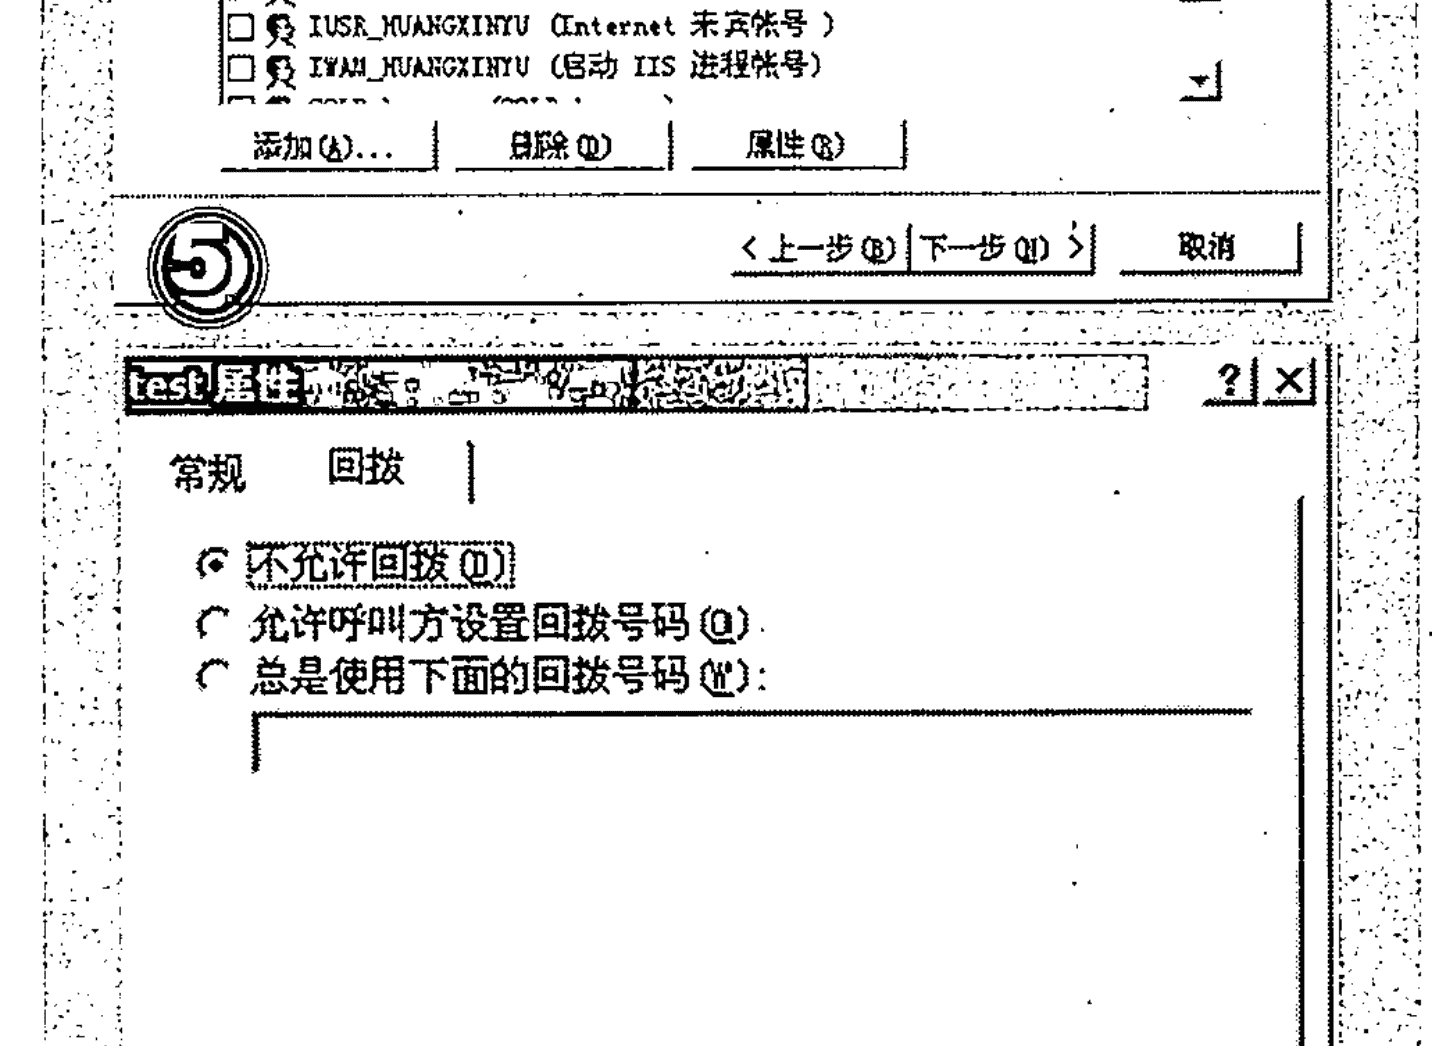 IUSR_HUANGXINYU (Internet 来宾帐号 )
IWAM_HUANGXINYU (启动 IIS 进程帐号)
添加(A)... 删除(D) 属性(R)
5
< 上一步(B) 下一步(N) > 取消
test 属性 ? ×
常规 回拨
不允许回拨(D)
允许呼叫方设置回拨号码(O)
总是使用下面的回拨号码(W):